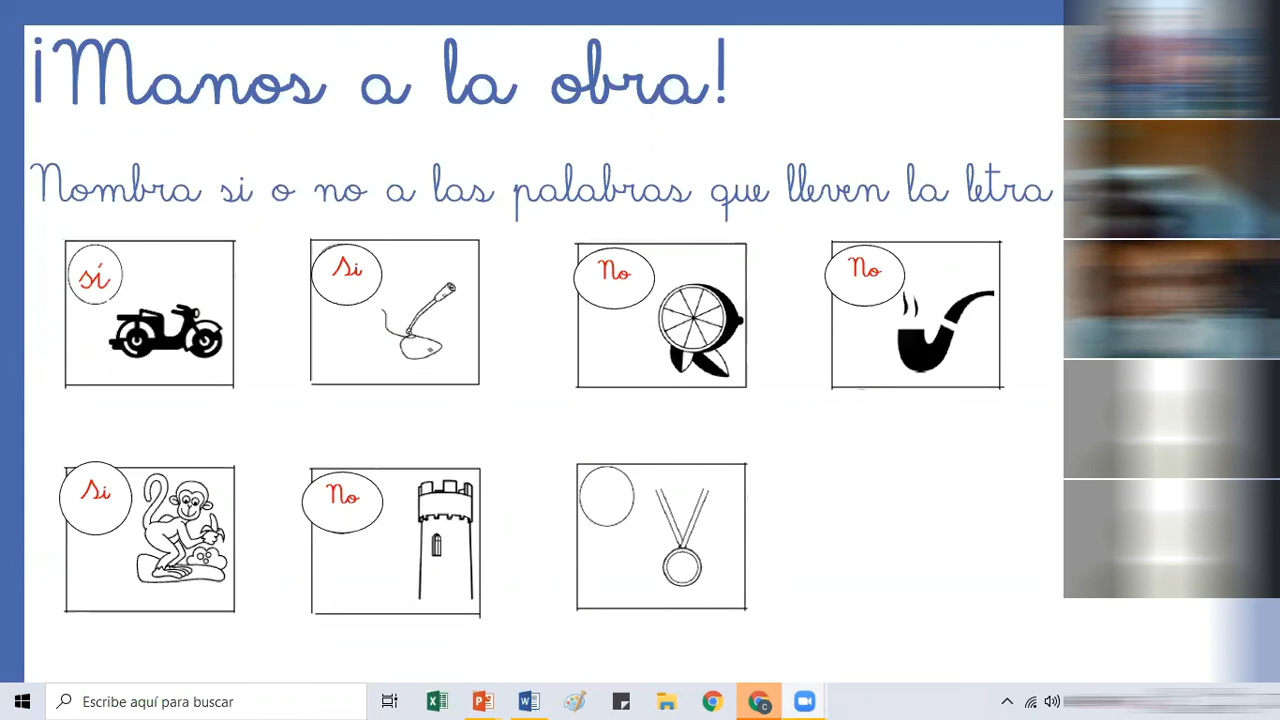 ¡Manos a la obra!
Nombra si o no a las palabras que lleven la letra
sí
Si
No
No
Si
No
Escribe aquí para buscar